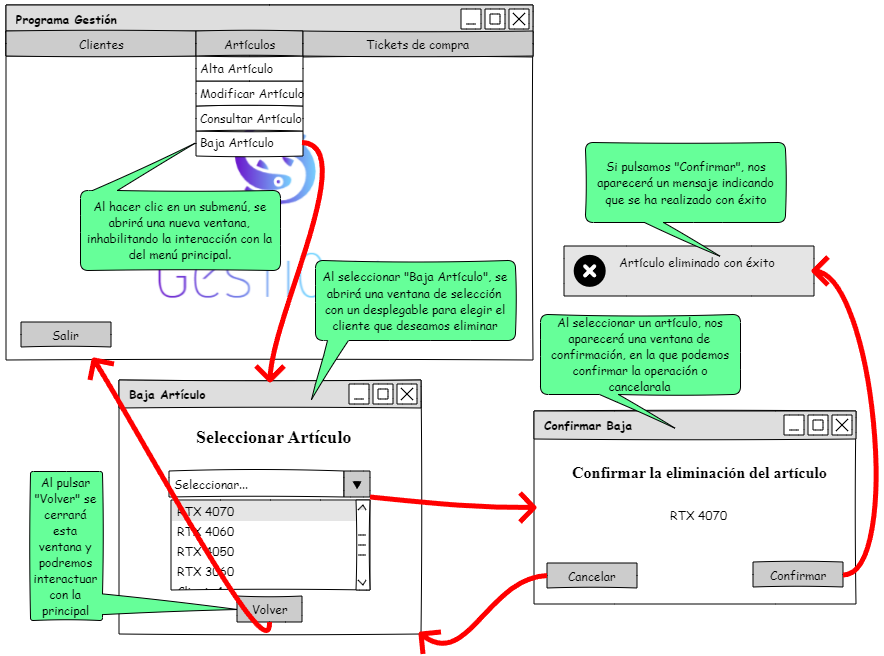 Programa Gestión
Clientes
Artículos
Tickets de compra
Alta Artículo
Modificar Artículo
Consultar Artículo
Baja Artículo
Al hacer clic en un submenú, se
abrirá una nueva ventana,
inhabilitando la interacción con la
del menú principal.
Salir
Al seleccionar "Baja Artículo", se
abrirá una ventana de selección
con un desplegable para elegir el
cliente que deseamos eliminar
Si pulsamos "Confirmar", nos
aparecerá un mensaje indicando
que se ha realizado con éxito
Artículo eliminado con éxito
Al seleccionar un artículo, nos
aparecerá una ventana de
confirmación, en la que podemos
confirmar la operación o
cancelarala
Baja Artículo
Seleccionar Artículo
Seleccionar...
RTX 4070
RTX 4060
RTX 4050
RTX 3060
Volver
Al pulsar
"Volver" se
cerrará
esta
ventana y
podremos
interactuar
con la
principal
Confirmar Baja
Confirmar la eliminación del artículo
RTX 4070
Cancelar
Confirmar